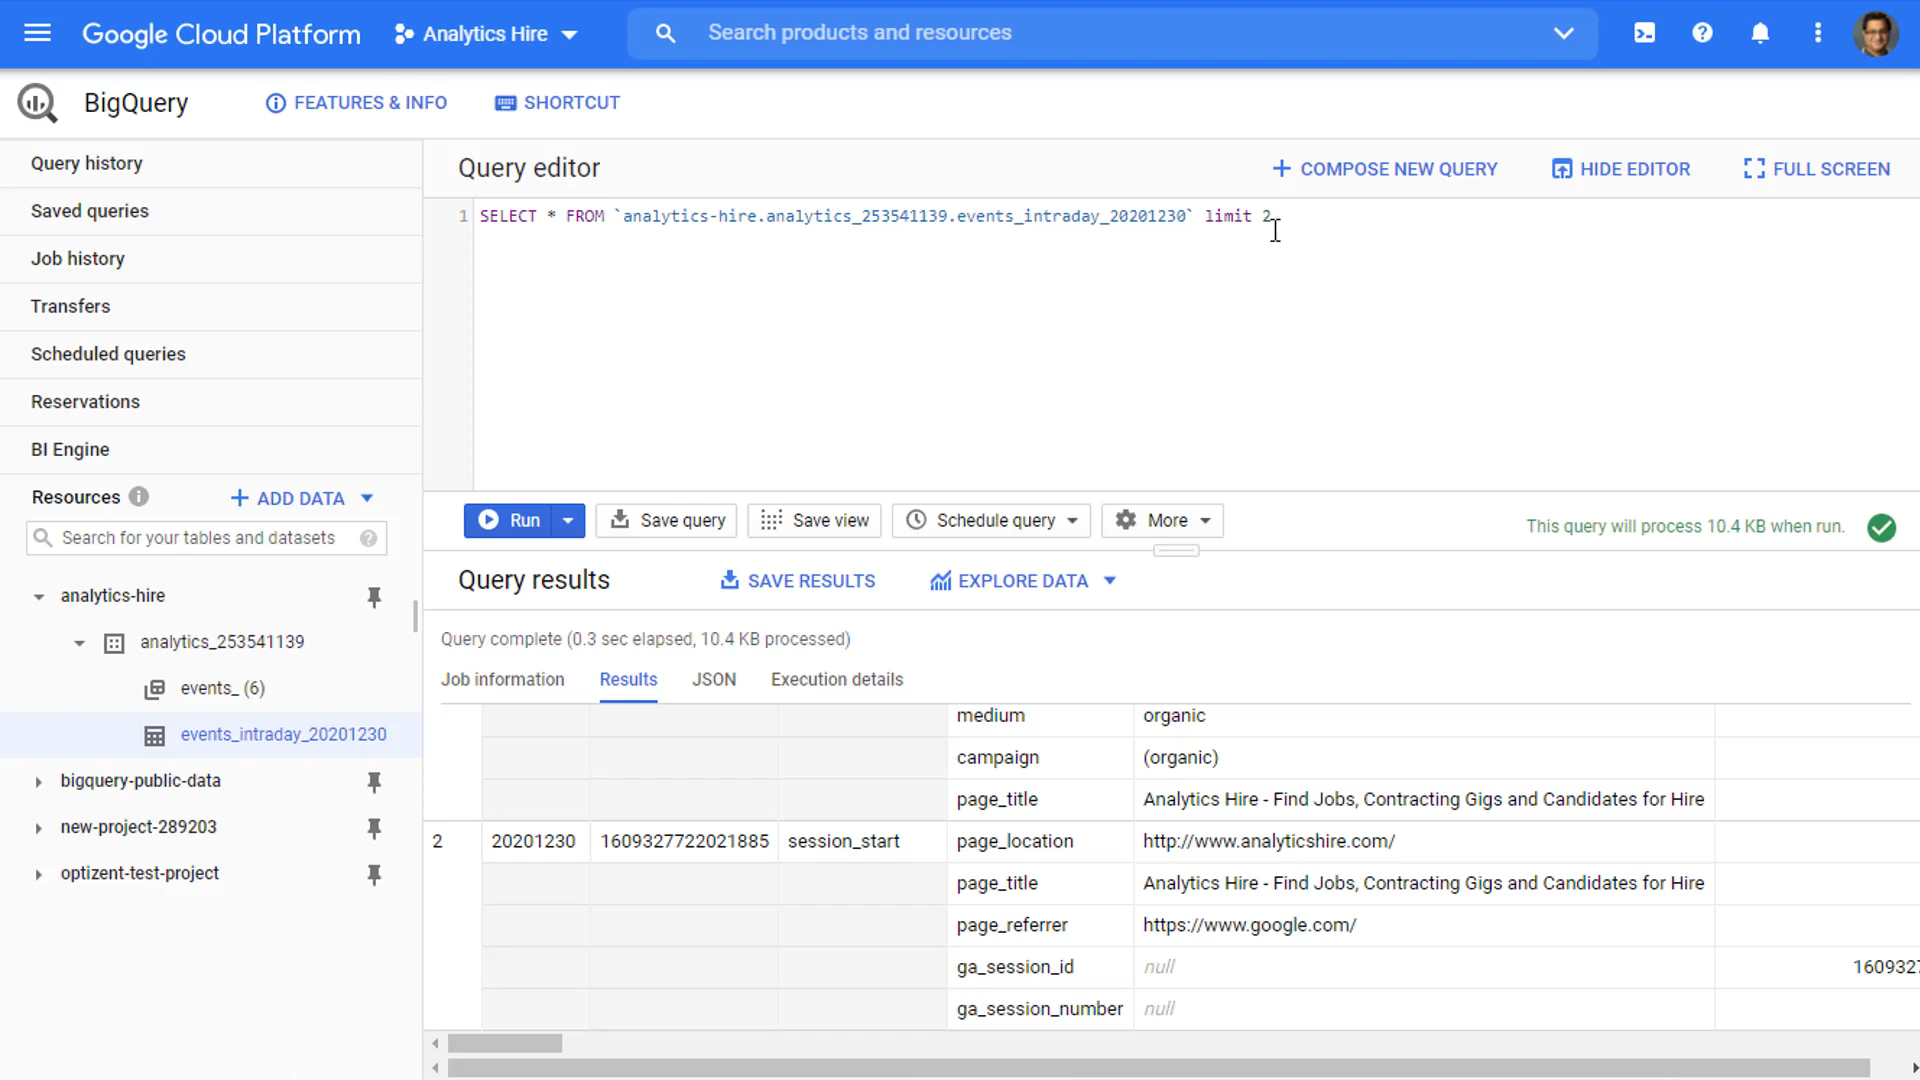 Google Cloud Platform
Analytics Hire
Search products and resources
BigQuery
FEATURES & INFO
SHORTCUT
Query history
Saved queries
Job history
Transfers
Scheduled queries
Reservations
BI Engine
Resources
ADD DATA
Search for your tables and datasets
analytics-hire
analytics_253541139
events_ (6)
events_intraday_20201230
bigquery-public-data
new-project-289203
optizent-test-project
Query editor
COMPOSE NEW QUERY
HIDE EDITOR
FULL SCREEN
1 SELECT * FROM `analytics-hire.analytics_253541139.events_intraday_20201230` limit 2
Run
Save query
Save view
Schedule query
More
This query will process 10.4 KB when run.
Query results
SAVE RESULTS
EXPLORE DATA
Query complete (0.3 sec elapsed, 10.4 KB processed)
Job information Results JSON Execution details
medium organic
campaign (organic)
page_title Analytics Hire - Find Jobs, Contracting Gigs and Candidates for Hire
2 20201230 1609327722021885 session_start page_location http://www.analyticshire.com/
page_title Analytics Hire - Find Jobs, Contracting Gigs and Candidates for Hire
page_referrer https://www.google.com/
ga_session_id null 1609327
ga_session_number null